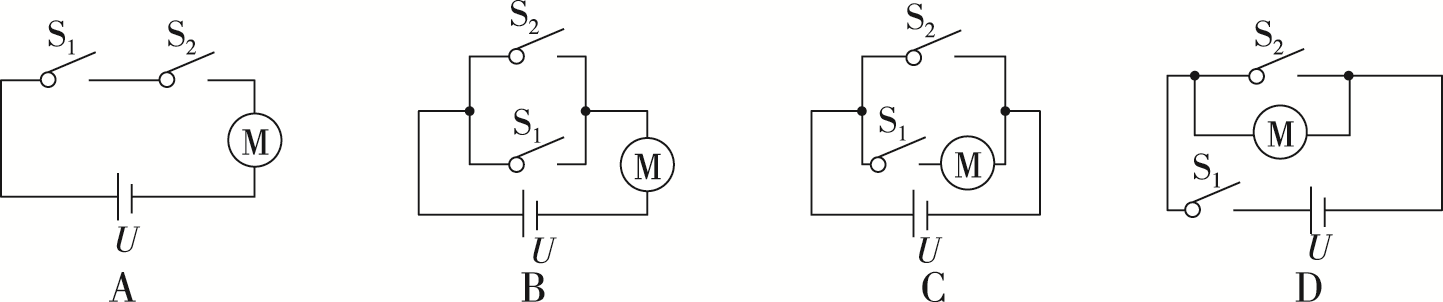 S₁ S₂ M U A
S₂ S₁ M U B
S₂ S₁ M U C
S₂ M S₁ U D